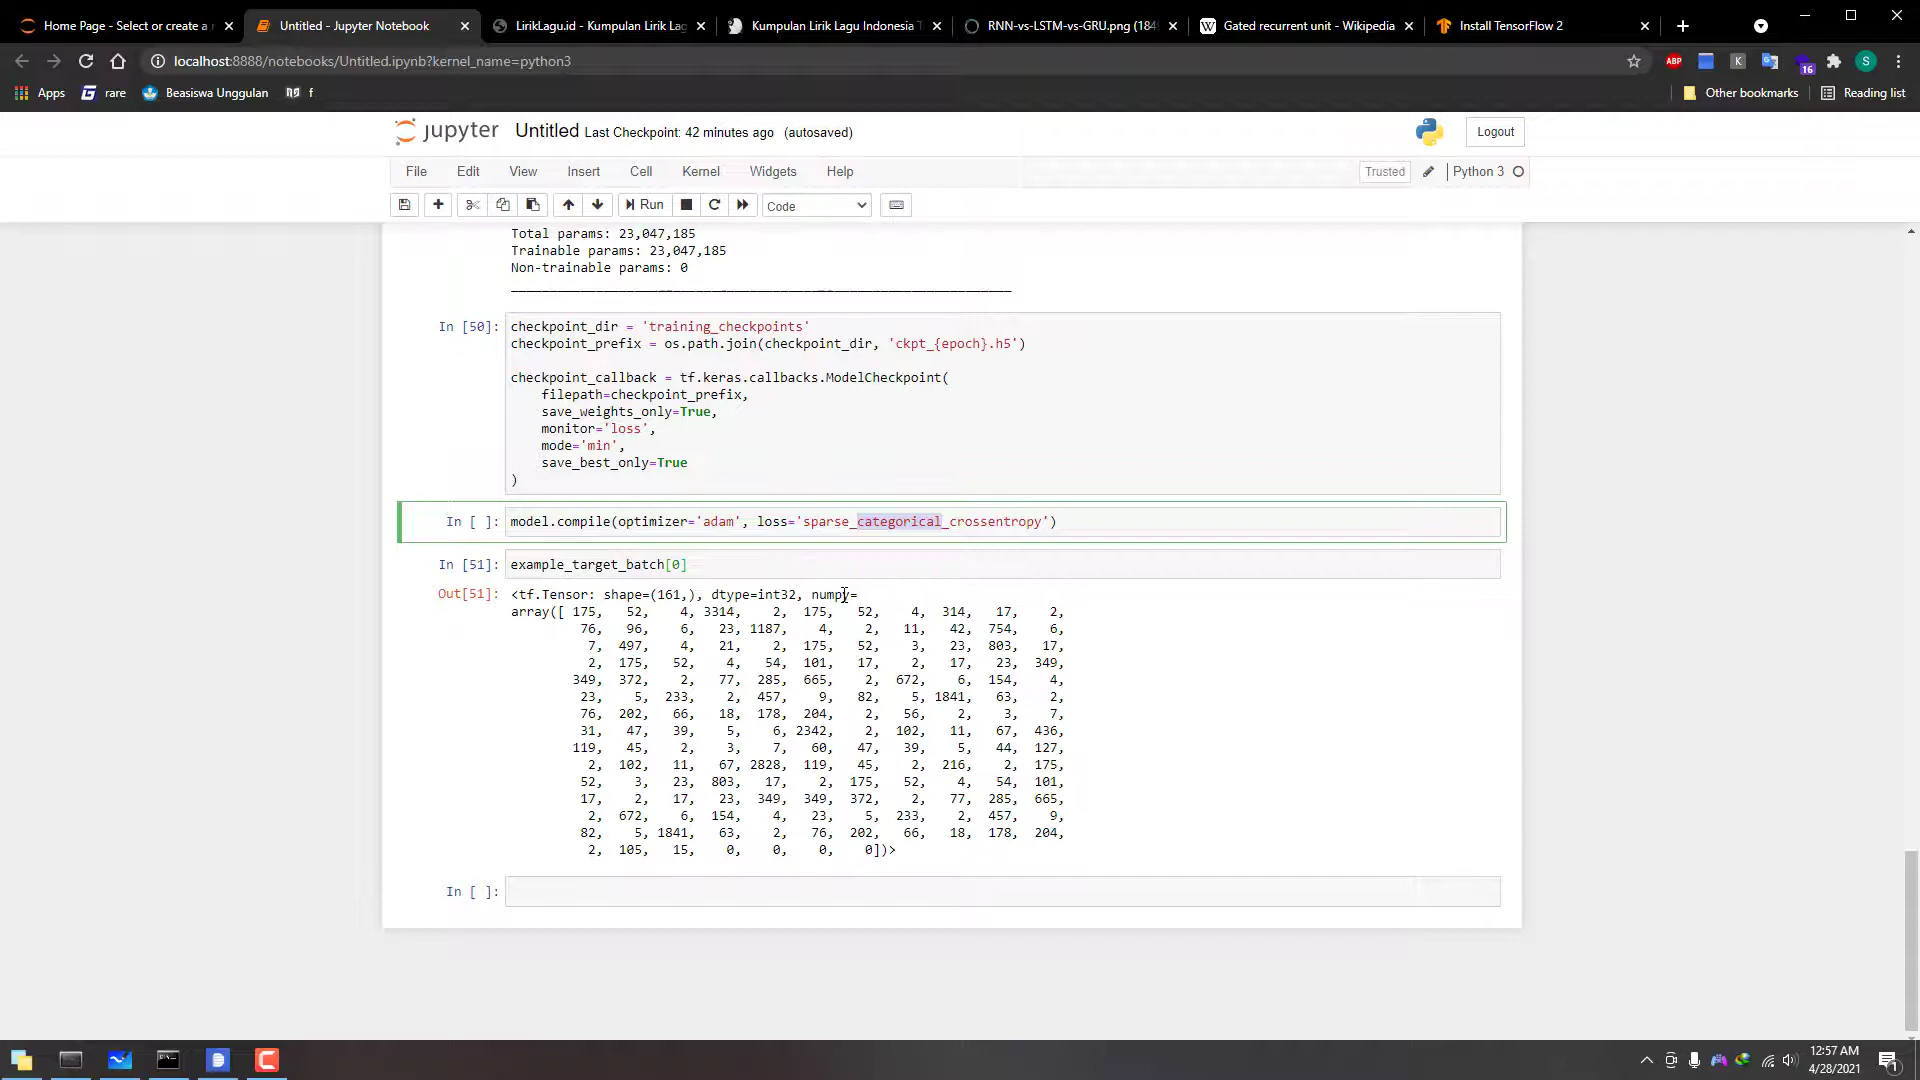 Home Page - Select or create a r
Untitled - Jupyter Notebook
LirikLagu.id - Kumpulan Lirik Lag
Kumpulan Lirik Lagu Indonesia T
RNN-vs-LSTM-vs-GRU.png (184
Gated recurrent unit - Wikipedia
Install TensorFlow 2
localhost:8888/notebooks/Untitled.ipynb?kernel_name=python3
ABP
K
16
S
Apps
rare
Beasiswa Unggulan
f
Other bookmarks
Reading list
jupyter Untitled Last Checkpoint: 42 minutes ago (autosaved)
Logout
File Edit View Insert Cell Kernel Widgets Help
Trusted
Python 3
Run
Code
Total params: 23,047,185
Trainable params: 23,047,185
Non-trainable params: 0
In [50]: checkpoint_dir = 'training_checkpoints'
checkpoint_prefix = os.path.join(checkpoint_dir, 'ckpt_{epoch}.h5')
checkpoint_callback = tf.keras.callbacks.ModelCheckpoint(
filepath=checkpoint_prefix,
save_weights_only=True,
monitor='loss',
mode='min',
save_best_only=True
)
In [ ]: model.compile(optimizer='adam', loss='sparse_categorical_crossentropy')
In [51]: example_target_batch[0]
Out[51]: <tf.Tensor: shape=(161,), dtype=int32, numpy=
array([ 175, 52, 4, 3314, 2, 175, 52, 4, 314, 17, 2,
76, 96, 6, 23, 1187, 4, 2, 11, 42, 754, 6,
7, 497, 4, 21, 2, 175, 52, 3, 23, 803, 17,
2, 175, 52, 4, 54, 101, 17, 2, 17, 23, 349,
349, 372, 2, 77, 285, 665, 2, 672, 6, 154, 4,
23, 5, 233, 2, 457, 9, 82, 5, 1841, 63, 2,
76, 202, 66, 18, 178, 204, 2, 56, 2, 3, 7,
31, 47, 39, 5, 6, 2342, 2, 102, 11, 67, 436,
119, 45, 2, 3, 7, 60, 47, 39, 5, 44, 127,
2, 102, 11, 67, 2828, 119, 45, 2, 216, 2, 175,
52, 3, 23, 803, 17, 2, 175, 52, 4, 54, 101,
17, 2, 17, 23, 349, 349, 372, 2, 77, 285, 665,
2, 672, 6, 154, 4, 23, 5, 233, 2, 457, 9,
82, 5, 1841, 63, 2, 76, 202, 66, 18, 178, 204,
2, 105, 15, 0, 0, 0, 0])>
In [ ]:
12:57 AM
4/28/2021
1